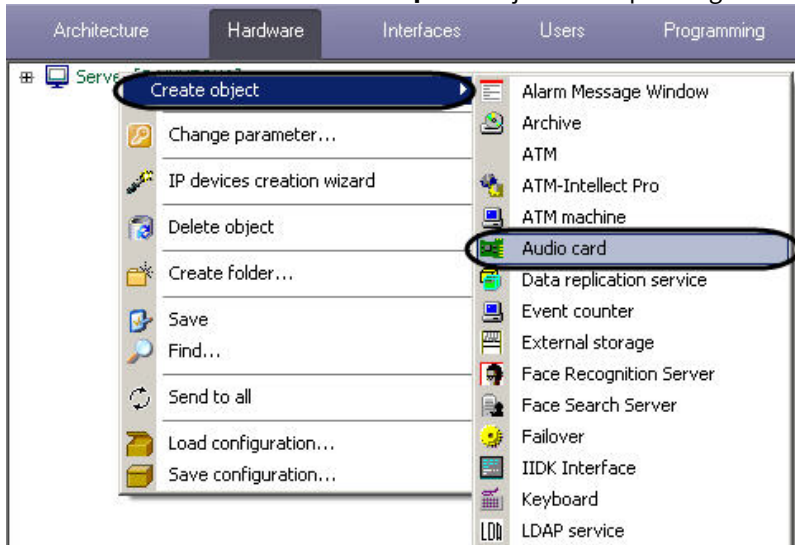 Architecture Hardware Interfaces Users Programming
Create object
Change parameter...
IP devices creation wizard
Delete object
Create folder...
Save
Find...
Send to all
Load configuration...
Save configuration...
Alarm Message Window
Archive
ATM
ATM-Intellect Pro
ATM machine
Audio card
Data replication service
Event counter
External storage
Face Recognition Server
Face Search Server
Failover
IIDK Interface
Keyboard
LDAP service